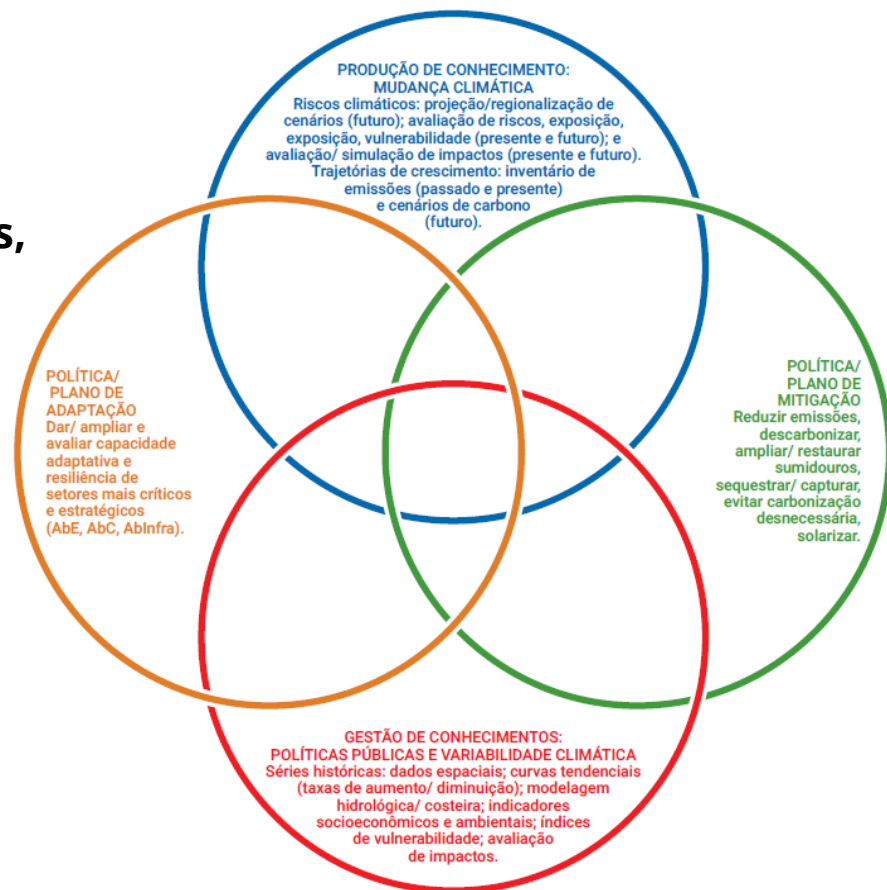 PRODUÇÃO DE CONHECIMENTO:
MUDANÇA CLIMÁTICA
Riscos climáticos: projeção/regionalização de
cenários (futuro); avaliação de riscos, exposição,
exposição, vulnerabilidade (presente e futuro); e
avaliação/ simulação de impactos (presente e futuro).
Trajetórias de crescimento: inventário de
emissões (passado e presente)
e cenários de carbono
(futuro).
s,
POLÍTICA/
PLANO DE
ADAPTAÇÃO
Dar/ ampliar e
avaliar capacidade
adaptativa e
resiliência de
setores mais críticos
e estratégicos
(AbE, AbC, AbInfra).
POLÍTICA/
PLANO DE
MITIGAÇÃO
Reduzir emissões,
descarbonizar,
ampliar/ restaurar
sumidouros,
sequestrar/ capturar,
evitar carbonização
desnecessária,
solarizar.
GESTÃO DE CONHECIMENTOS:
POLÍTICAS PÚBLICAS E VARIABILIDADE CLIMÁTICA
Séries históricas: dados espaciais; curvas tendenciais
(taxas de aumento/ diminuição); modelagem
hidrológica/ costeira; indicadores
socioeconômicos e ambientais; índices
de vulnerabilidade; avaliação
de impactos.